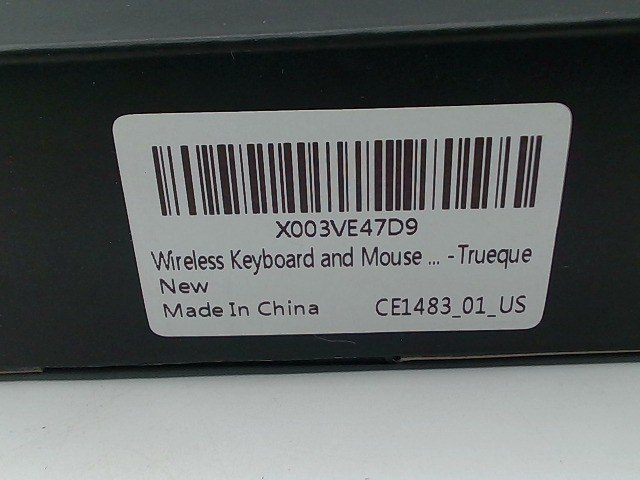 X003VE47D9
Wireless Keyboard and Mouse ... -Trueque
New
Made In China CE1483_01_US